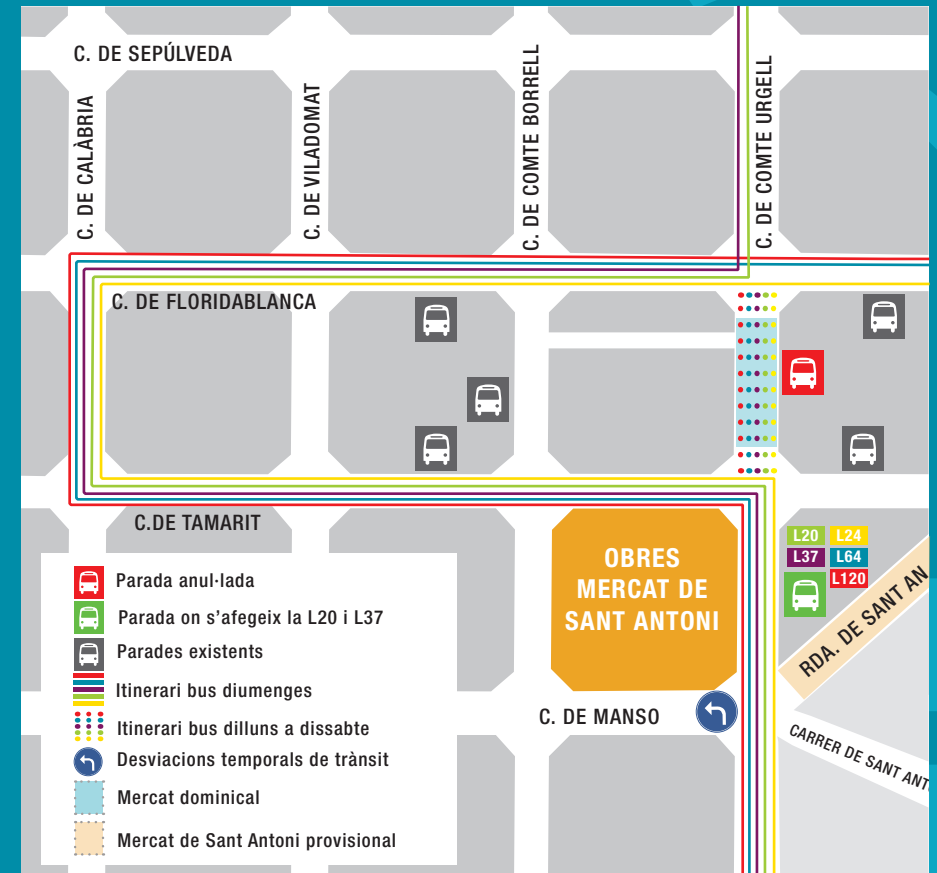 C. DE SEPÚLVEDA
C. DE CALÀBRIA
C. DE VILADOMAT
C. DE COMTE BORRELL
C. DE COMTE URGELL
C. DE FLORIDABLANCA
C.DE TAMARIT
OBRES
MERCAT DE
SANT ANTONI
L20 L24
L37 L64
L120
RDA. DE SANT AN
C. DE MANSO
CARRER DE SANT ANT
Parada anul·lada
Parada on s'afegeix la L20 i L37
Parades existents
Itinerari bus diumenges
Itinerari bus dilluns a dissabte
Desviacions temporals de trànsit
Mercat dominical
Mercat de Sant Antoni provisional